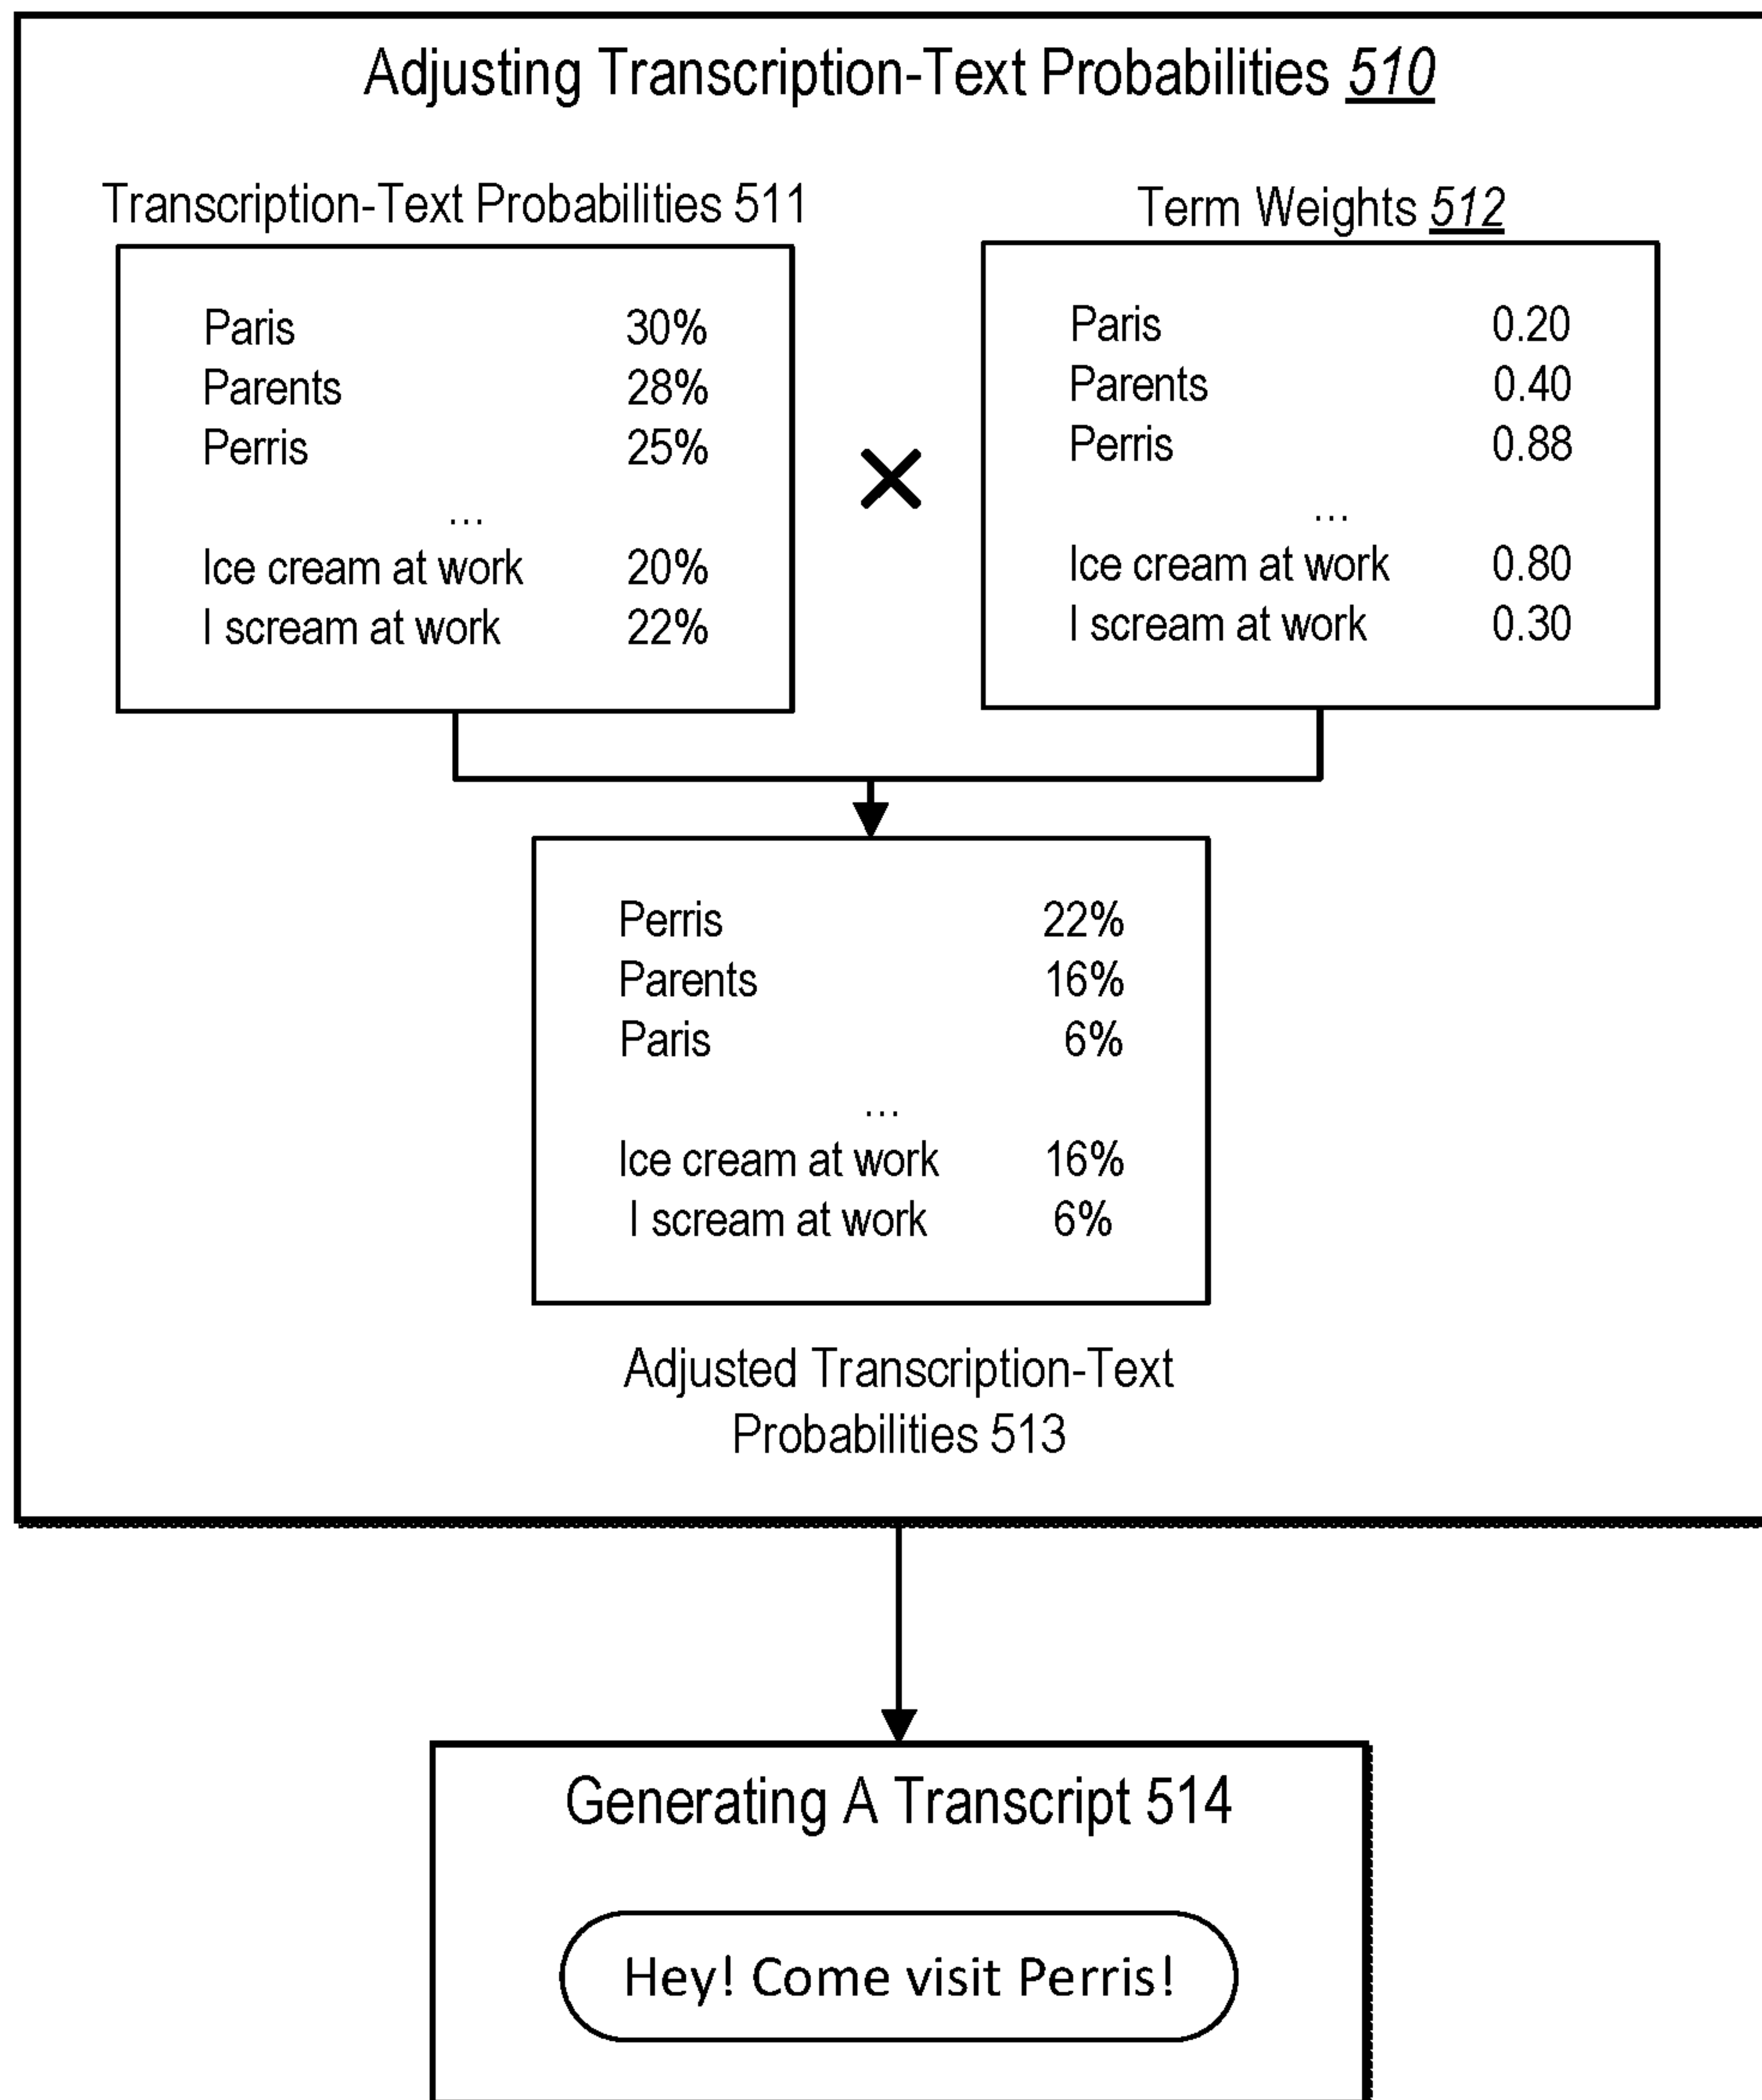 Adjusting Transcription-Text Probabilities 510
Transcription-Text Probabilities 511
Paris 30%
Parents 28%
Perris 25%
...
Ice cream at work 20%
I scream at work 22%
×
Term Weights 512
Paris 0.20
Parents 0.40
Perris 0.88
...
Ice cream at work 0.80
I scream at work 0.30
Perris 22%
Parents 16%
Paris 6%
...
Ice cream at work 16%
I scream at work 6%
Adjusted Transcription-Text
Probabilities 513
Generating A Transcript 514
Hey! Come visit Perris!